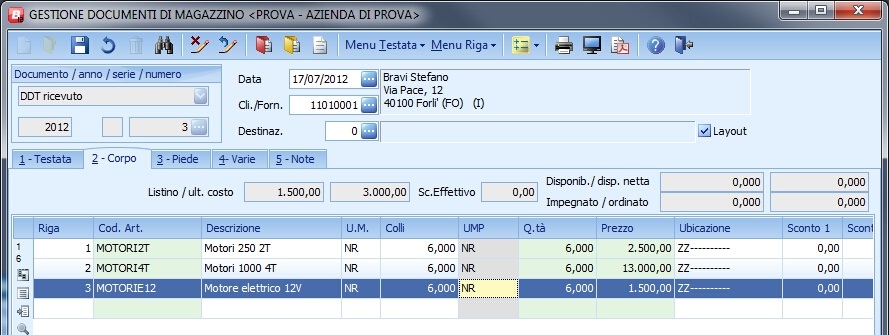 GESTIONE DOCUMENTI DI MAGAZZINO <PROVA - AZIENDA DI PROVA>
Menu Testata Menu Riga
Documento / anno / serie / numero
DDT ricevuto
2012 3
Data 17/07/2012
Cli./Forn. 11010001
Destinaz. 0
Bravi Stefano
Via Pace, 12
40100 Forli' (FO) (I)
Layout
1 - Testata 2 - Corpo 3 - Piede 4- Varie 5 - Note
Listino / ult. costo 1.500,00 3.000,00 Sc.Effettivo 0,00
Disponib./ disp. netta 0,000 0,000
Impegnato / ordinato 0,000 0,000
Riga Cod. Art. Descrizione U.M. Colli UMP Q.tà Prezzo Ubicazione Sconto 1 Scont
1 MOTORI2T Motori 250 2T NR 6,000 NR 6,000 2.500,00 ZZ---------- 0,00
2 MOTORI4T Motori 1000 4T NR 6,000 NR 6,000 13.000,00 ZZ---------- 0,00
3 MOTORIE12 Motore elettrico 12V NR 6,000 NR 6,000 1.500,00 ZZ---------- 0,00
1
6